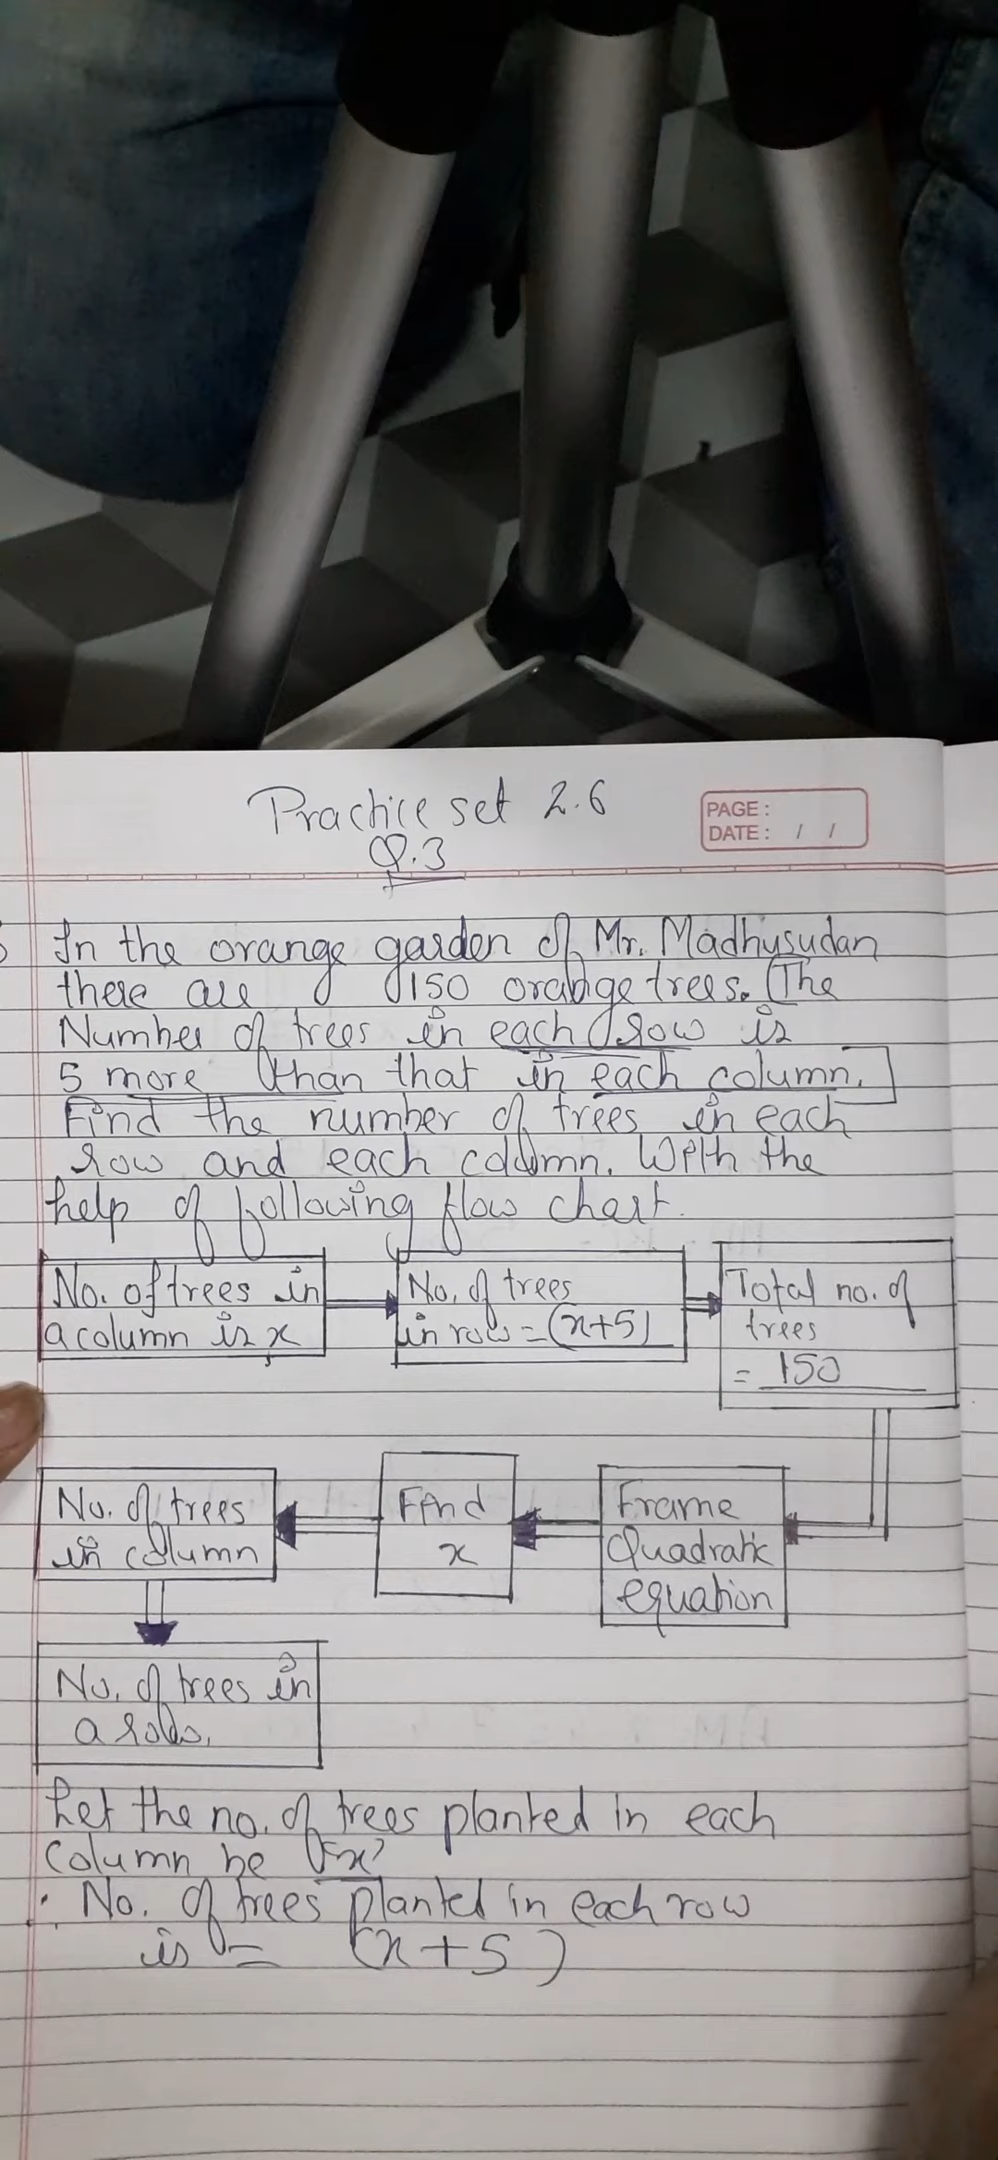 Practice set 2.6
Q.3
PAGE :
DATE : / /
In the orange garden of Mr. Madhusudan
there are 150 orange trees. The
Number of trees in each row is
5 more than that in each column.
Find the number of trees in each
row and each column. With the
help of following flow chart.
No. of trees in
a column is x
No. of trees
in row = (x+5)
Total no. of
trees
= 150
Frame
Quadratic
equation
Find
x
No. of trees
in column
No. of trees in
a row.
Let the no. of trees planted in each
column be 'x'
∴ No. of trees planted in each row
is = (x+5)